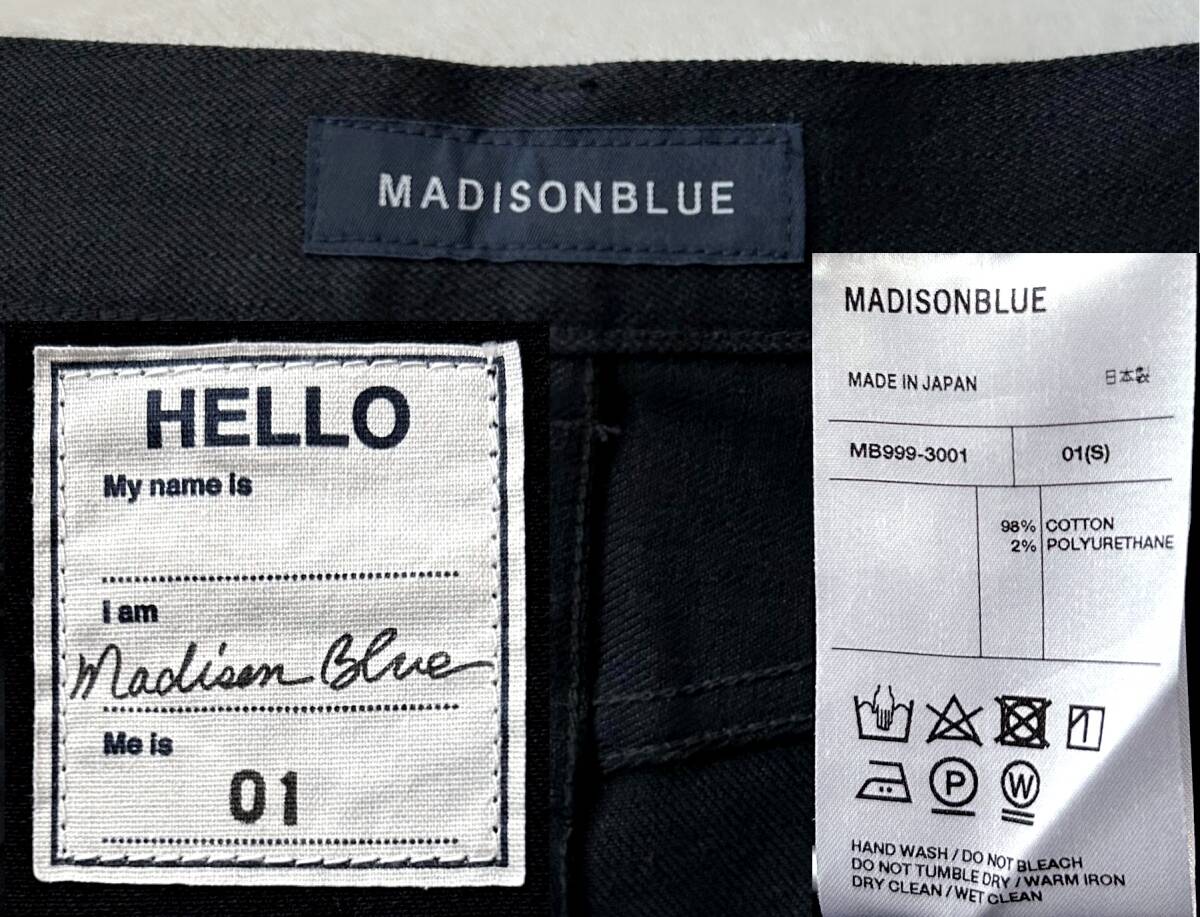 MADISONBLUE
HELLO
My name is
I am
Madisen Blue
Me is
01
MADISONBLUE
MADE IN JAPAN 日本製
MB999-3001 01(S)
98% COTTON
2% POLYURETHANE
P W
HAND WASH / DO NOT BLEACH
DO NOT TUMBLE DRY / WARM IRON
DRY CLEAN / WET CLEAN